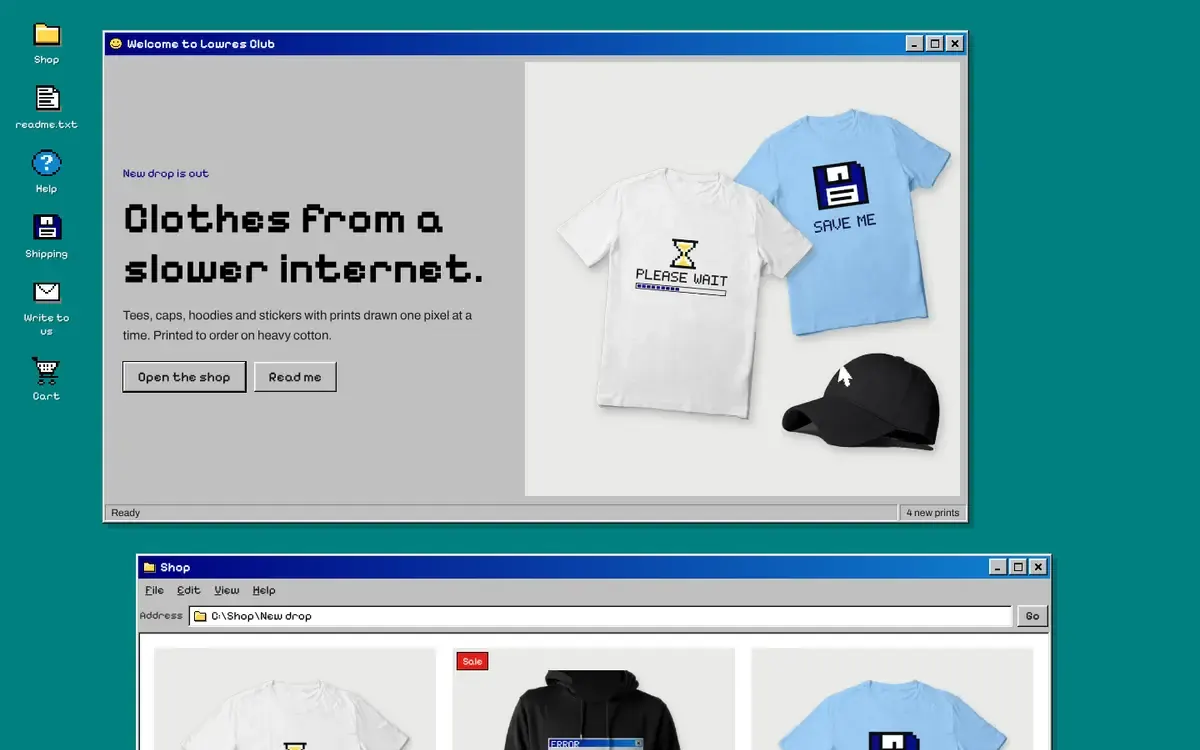 Shop
readme.txt
Help
Shipping
Write to
us
Cart
Welcome to Lowres Club
New drop is out
Clothes from a
slower internet.
Tees, caps, hoodies and stickers with prints drawn one pixel at a
time. Printed to order on heavy cotton.
Open the shop
Read me
PLEASE WAIT
SAVE ME
Ready
4 new prints
Shop
File Edit View Help
Address
C:\Shop\New drop
Go
Sale
ERROR